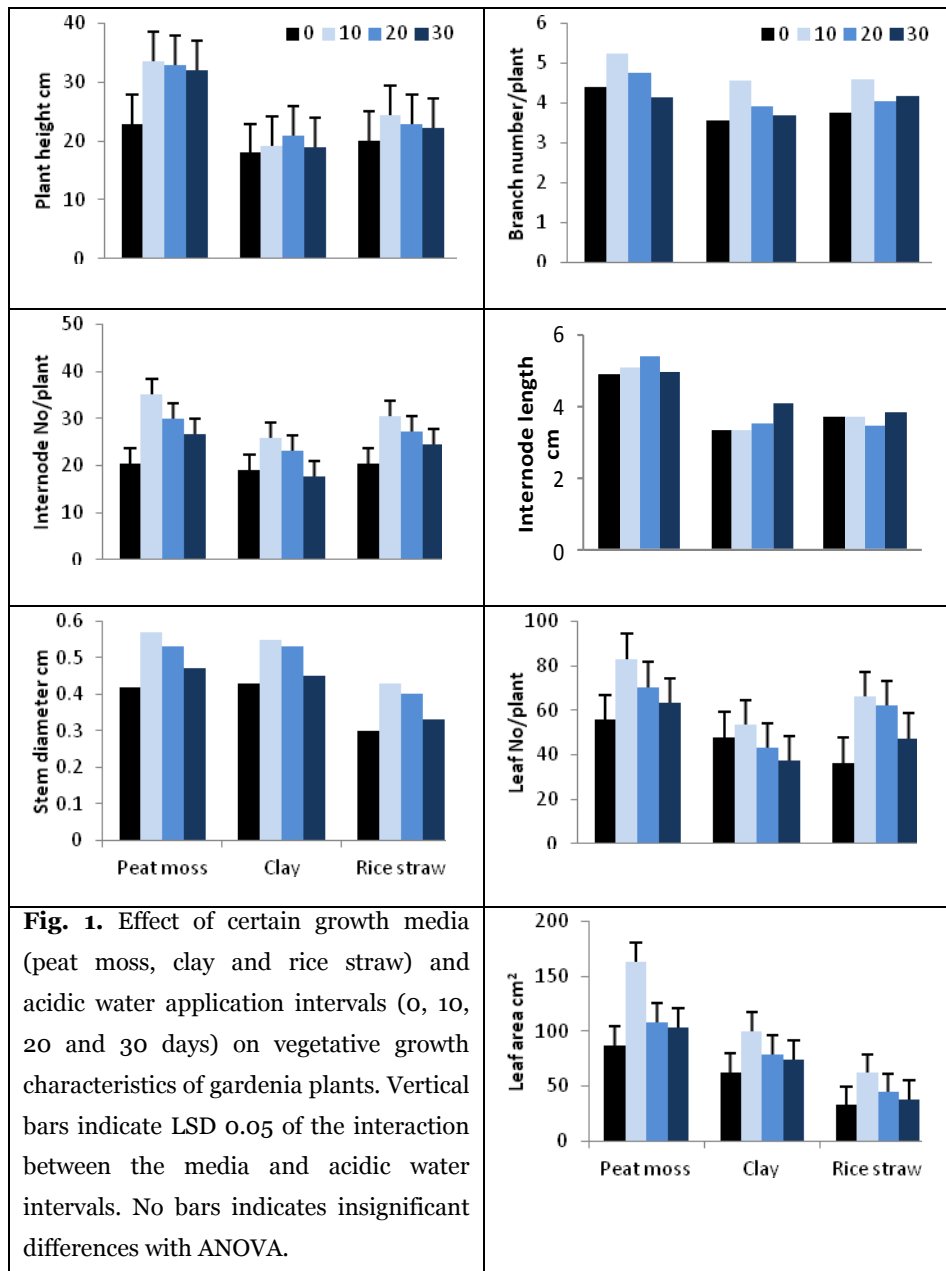 40
30
20
10
0
Plant height cm
0 10 20 30
6
5
4
3
2
1
0
Branch number/plant
0 10 20 30
50
40
30
20
10
0
Internode No/plant
6
4
2
0
Internode length
cm
0.6
0.5
0.4
0.3
0.2
0.1
0
Stem diameter cm
Peat moss Clay Rice straw
100
80
60
40
20
0
Leaf No/plant
Fig. 1. Effect of certain growth media
(peat moss, clay and rice straw) and
acidic water application intervals (0, 10,
20 and 30 days) on vegetative growth
characteristics of gardenia plants. Vertical
bars indicate LSD 0.05 of the interaction
between the media and acidic water
intervals. No bars indicates insignificant
differences with ANOVA.
200
150
100
50
0
Leaf area cm²
Peat moss Clay Rice straw